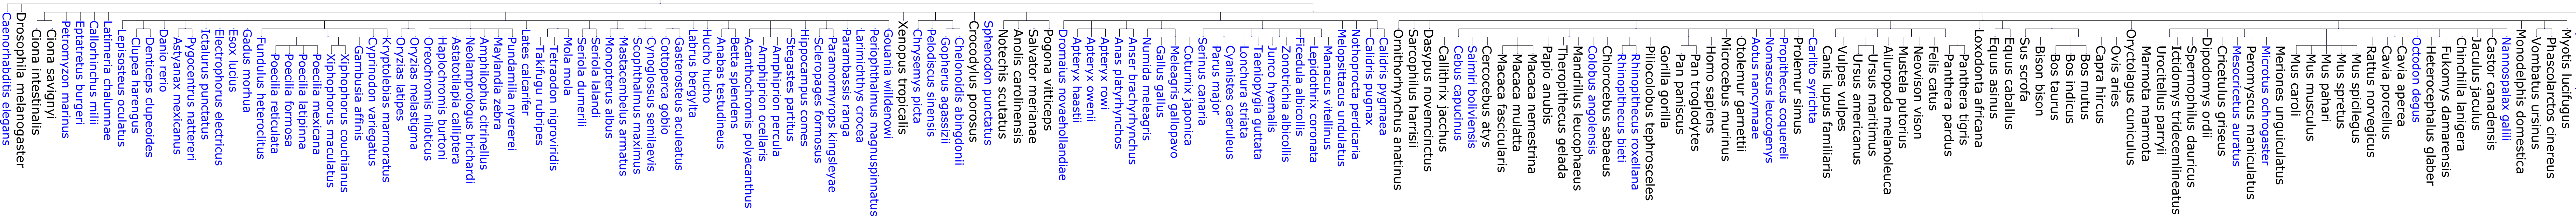 Caenorhabditis elegans
Drosophila melanogaster
Ciona intestinalis
Ciona savignyi
Petromyzon marinus
Eptatretus burgeri
Callorhinchus milii
Latimeria chalumnae
Lepisosteus oculatus
Clupea harengus
Denticeps clupeoides
Danio rerio
Astyanax mexicanus
Pygocentrus nattereri
Ictalurus punctatus
Electrophorus electricus
Esox lucius
Gadus morhua
Fundulus heteroclitus
Poecilia reticulata
Poecilia formosa
Poecilia latipinna
Poecilia mexicana
Xiphophorus maculatus
Xiphophorus couchianus
Gambusia affinis
Cyprinodon variegatus
Kryptolebias marmoratus
Oryzias latipes
Oryzias melastigma
Oreochromis niloticus
Haplochromis burtoni
Astatotilapia calliptera
Neolamprologus brichardi
Amphilophus citrinellus
Maylandia zebra
Pundamilia nyererei
Lates calcarifer
Takifugu rubripes
Tetraodon nigroviridis
Mola mola
Seriola dumerili
Seriola lalandi
Monopterus albus
Mastacembelus armatus
Scophthalmus maximus
Cynoglossus semilaevis
Cottoperca gobio
Gasterosteus aculeatus
Labrus bergylta
Hucho hucho
Anabas testudineus
Betta splendens
Acanthochromis polyacanthus
Amphiprion ocellaris
Amphiprion percula
Stegastes partitus
Hippocampus comes
Scleropages formosus
Paramormyrops kingsleyae
Parambassis ranga
Larimichthys crocea
Periophthalmus magnuspinnatus
Gouania willdenowi
Xenopus tropicalis
Chrysemys picta
Pelodiscus sinensis
Gopherus agassizii
Chelonoidis abingdonii
Crocodylus porosus
Sphenodon punctatus
Notechis scutatus
Anolis carolinensis
Salvator merianae
Pogona vitticeps
Dromaius novaehollandiae
Apteryx haastii
Apteryx owenii
Apteryx rowi
Anas platyrhynchos
Anser brachyrhynchus
Numida meleagris
Gallus gallus
Meleagris gallopavo
Coturnix japonica
Serinus canaria
Parus major
Cyanistes caeruleus
Lonchura striata
Taeniopygia guttata
Junco hyemalis
Zonotrichia albicollis
Ficedula albicollis
Lepidothrix coronata
Manacus vitellinus
Melopsittacus undulatus
Nothoprocta perdicaria
Calidris pugnax
Calidris pygmaea
Ornithorhynchus anatinus
Sarcophilus harrisii
Dasypus novemcinctus
Callithrix jacchus
Cebus capucinus
Saimiri boliviensis
Cercocebus atys
Macaca fascicularis
Macaca mulatta
Macaca nemestrina
Papio anubis
Theropithecus gelada
Mandrillus leucophaeus
Colobus angolensis
Chlorocebus sabaeus
Rhinopithecus bieti
Rhinopithecus roxellana
Piliocolobus tephrosceles
Gorilla gorilla
Pan paniscus
Pan troglodytes
Homo sapiens
Microcebus murinus
Otolemur garnettii
Aotus nancymaae
Nomascus leucogenys
Propithecus coquereli
Prolemur simus
Carlito syrichta
Canis lupus familiaris
Vulpes vulpes
Ursus americanus
Ursus maritimus
Ailuropoda melanoleuca
Mustela putorius
Neovison vison
Felis catus
Panthera pardus
Panthera tigris
Loxodonta africana
Equus asinus
Equus caballus
Sus scrofa
Bison bison
Bos taurus
Bos indicus
Bos mutus
Capra hircus
Ovis aries
Oryctolagus cuniculus
Marmota marmota
Urocitellus parryii
Ictidomys tridecemlineatus
Spermophilus dauricus
Dipodomys ordii
Cricetulus griseus
Mesocricetus auratus
Peromyscus maniculatus
Microtus ochrogaster
Meriones unguiculatus
Mus caroli
Mus musculus
Mus pahari
Mus spretus
Mus spicilegus
Rattus norvegicus
Cavia porcellus
Cavia aperea
Octodon degus
Heterocephalus glaber
Fukomys damarensis
Chinchilla lanigera
Jaculus jaculus
Castor canadensis
Nannospalax galili
Monodelphis domestica
Vombatus ursinus
Phascolarctos cinereus
Myotis lucifugus